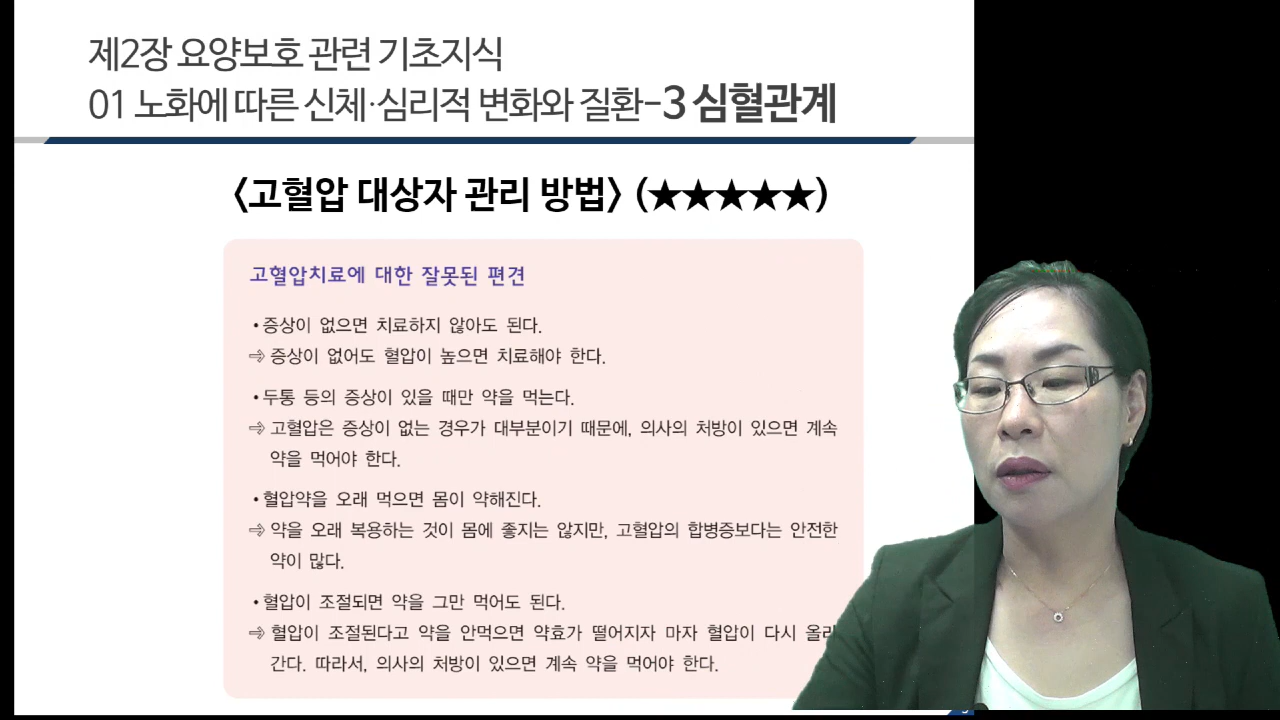 제2장 요양보호 관련 기초지식
01 노화에 따른 신체·심리적 변화와 질환-3 심혈관계
〈고혈압 대상자 관리 방법〉 (★★★★★)
고혈압치료에 대한 잘못된 편견
•증상이 없으면 치료하지 않아도 된다.
⇨ 증상이 없어도 혈압이 높으면 치료해야 한다.
•두통 등의 증상이 있을 때만 약을 먹는다.
⇨ 고혈압은 증상이 없는 경우가 대부분이기 때문에, 의사의 처방이 있으면 계속
약을 먹어야 한다.
•혈압약을 오래 먹으면 몸이 약해진다.
⇨ 약을 오래 복용하는 것이 몸에 좋지는 않지만, 고혈압의 합병증보다는 안전한
약이 많다.
•혈압이 조절되면 약을 그만 먹어도 된다.
⇨ 혈압이 조절된다고 약을 안먹으면 약효가 떨어지자 마자 혈압이 다시 올라
간다. 따라서, 의사의 처방이 있으면 계속 약을 먹어야 한다.